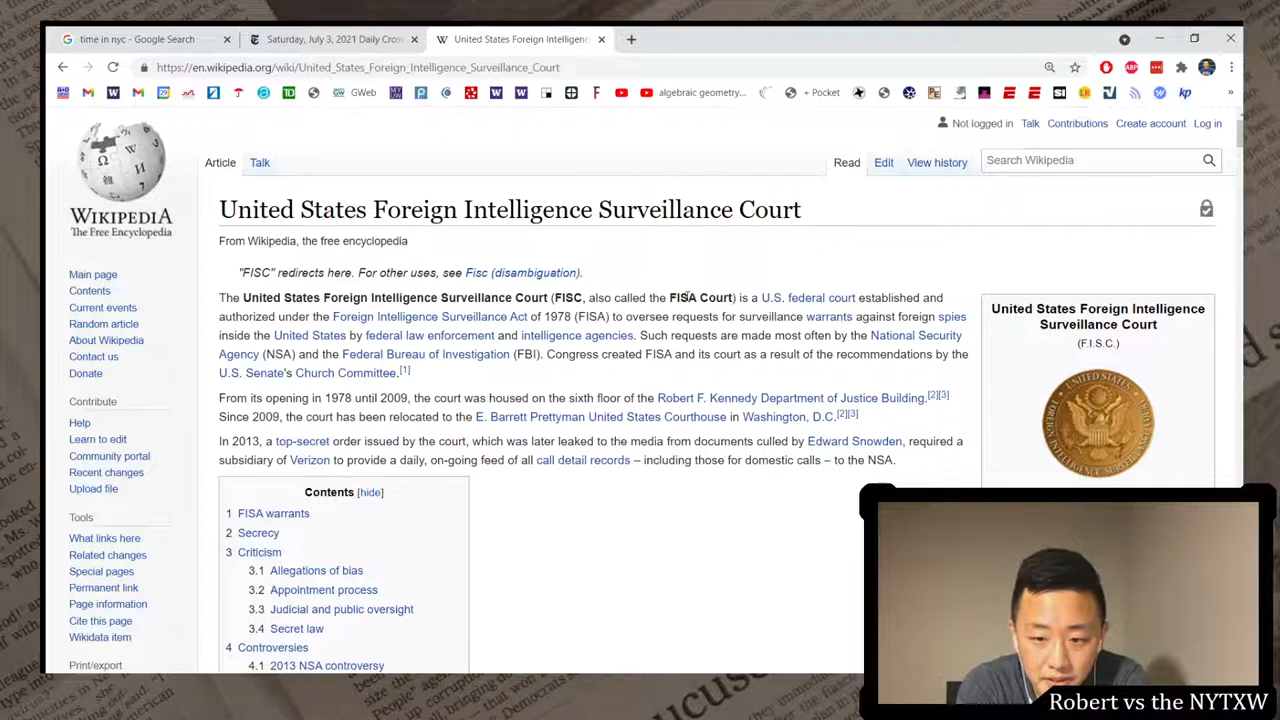 time in nyc - Google Search
Saturday, July 3, 2021 Daily Cros
United States Foreign Intelligenc
https://en.wikipedia.org/wiki/United_States_Foreign_Intelligence_Surveillance_Court
GWeb
algebraic geometry...
+ Pocket
Not logged in Talk Contributions Create account Log in
Article Talk
Read Edit View history
Search Wikipedia
WIKIPEDIA
The Free Encyclopedia
Main page
Contents
Current events
Random article
About Wikipedia
Contact us
Donate
Contribute
Help
Learn to edit
Community portal
Recent changes
Upload file
Tools
What links here
Related changes
Special pages
Permanent link
Page information
Cite this page
Wikidata item
Print/export
United States Foreign Intelligence Surveillance Court
From Wikipedia, the free encyclopedia
"FISC" redirects here. For other uses, see Fisc (disambiguation).
The United States Foreign Intelligence Surveillance Court (FISC, also called the FISA Court) is a U.S. federal court established and
authorized under the Foreign Intelligence Surveillance Act of 1978 (FISA) to oversee requests for surveillance warrants against foreign spies
inside the United States by federal law enforcement and intelligence agencies. Such requests are made most often by the National Security
Agency (NSA) and the Federal Bureau of Investigation (FBI). Congress created FISA and its court as a result of the recommendations by the
U.S. Senate's Church Committee.[1]
From its opening in 1978 until 2009, the court was housed on the sixth floor of the Robert F. Kennedy Department of Justice Building.[2][3]
Since 2009, the court has been relocated to the E. Barrett Prettyman United States Courthouse in Washington, D.C.[2][3]
In 2013, a top-secret order issued by the court, which was later leaked to the media from documents culled by Edward Snowden, required a
subsidiary of Verizon to provide a daily, on-going feed of all call detail records – including those for domestic calls – to the NSA.
Contents [hide]
1 FISA warrants
2 Secrecy
3 Criticism
3.1 Allegations of bias
3.2 Appointment process
3.3 Judicial and public oversight
3.4 Secret law
4 Controversies
4.1 2013 NSA controversy
United States Foreign Intelligence
Surveillance Court
(F.I.S.C.)
Robert vs the NYTXW